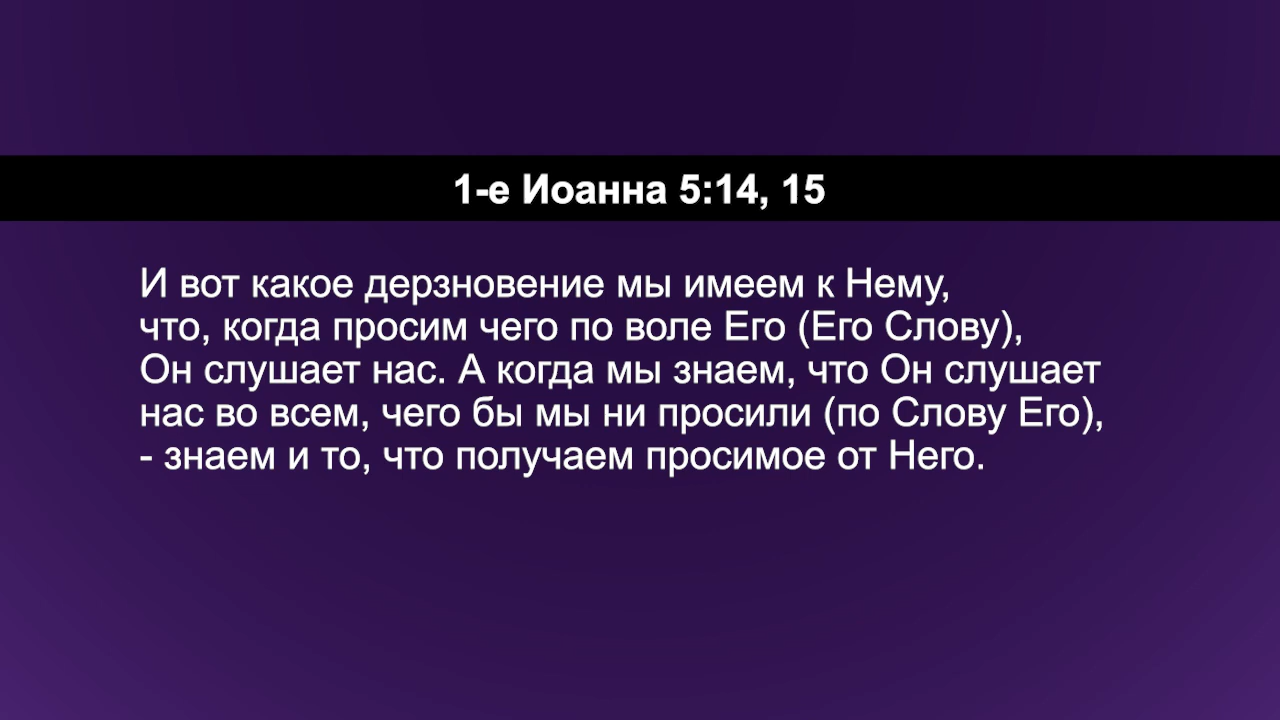 1-е Иоанна 5:14, 15
И вот какое дерзновение мы имеем к Нему,
что, когда просим чего по воле Его (Его Слову),
Он слушает нас. А когда мы знаем, что Он слушает
нас во всем, чего бы мы ни просили (по Слову Его),
- знаем и то, что получаем просимое от Него.